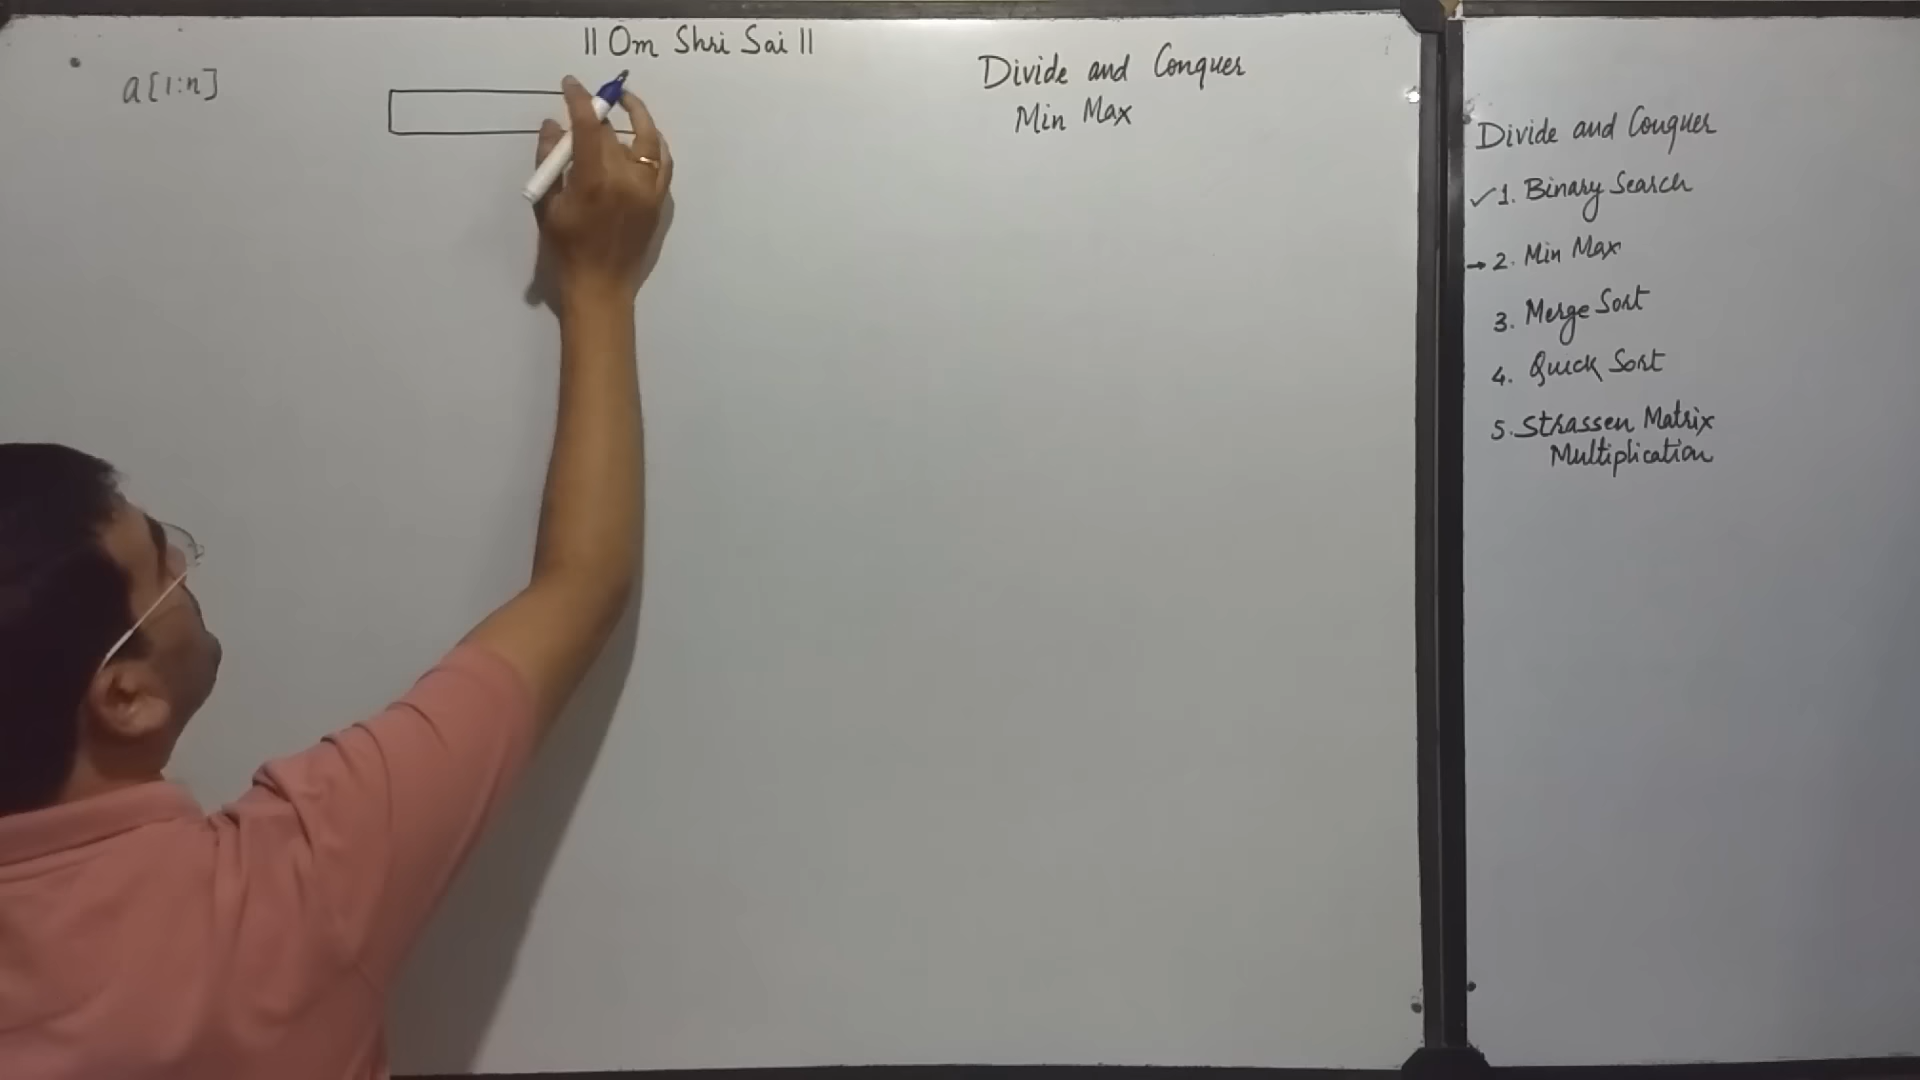 || Om Shri Sai ||
a[1:n]
Divide and Conquer
Min Max
Divide and Conquer
✓1. Binary Search
→2. Min Max
3. Merge Sort
4. Quick Sort
5. Strassen Matrix
Multiplication